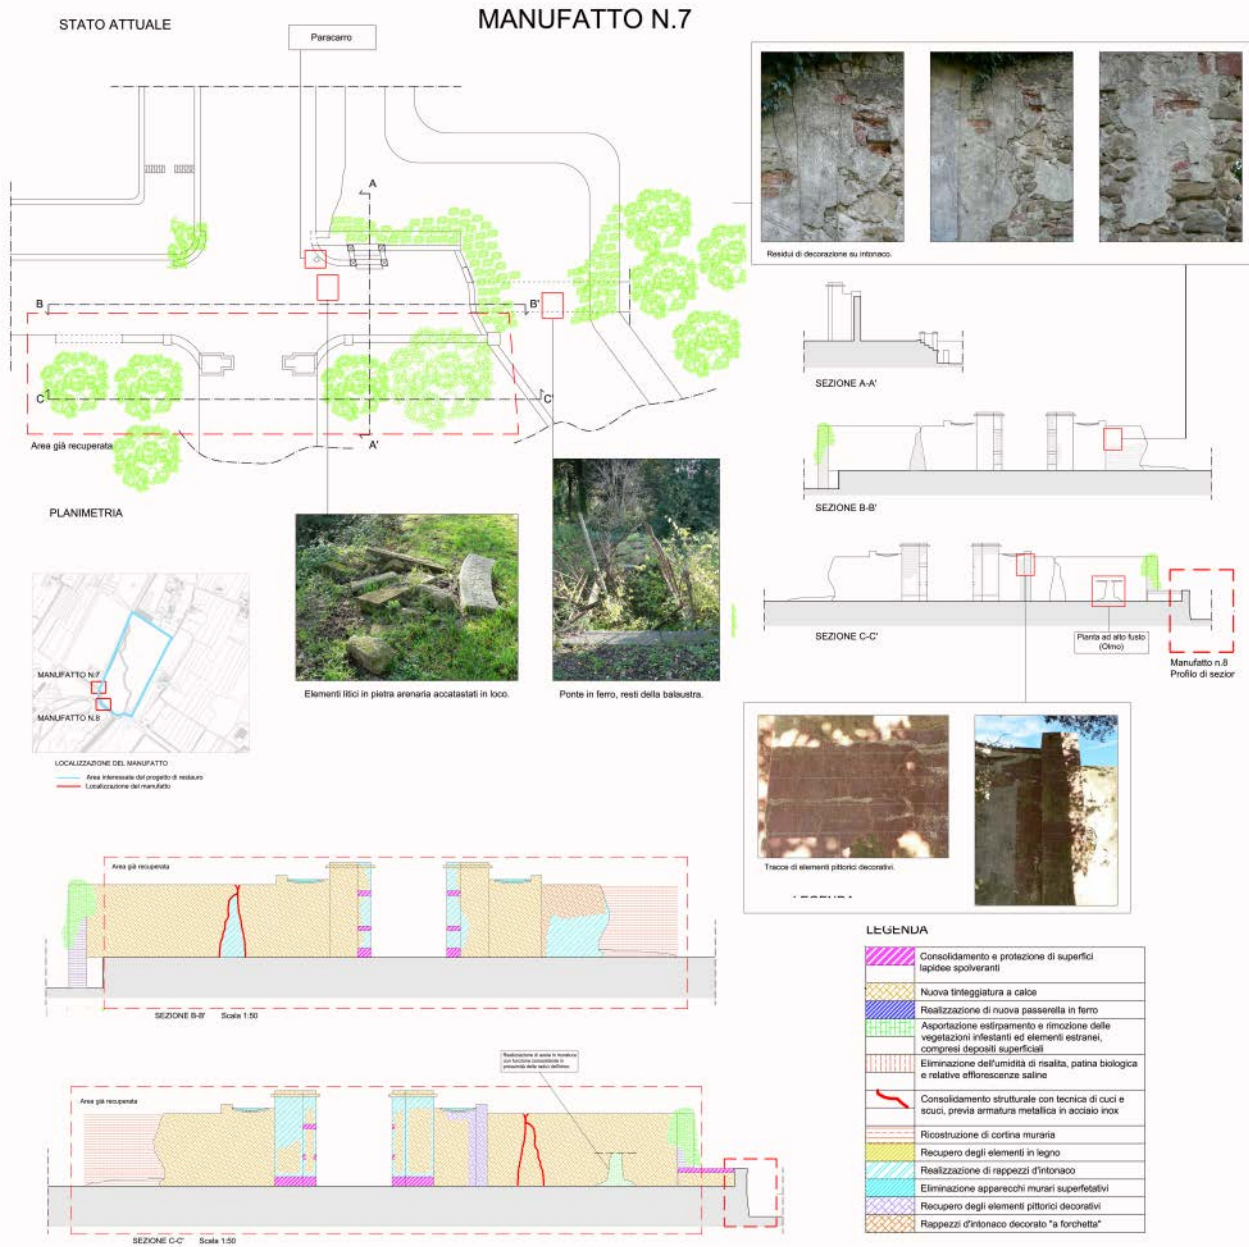 MANUFATTO N.7
STATO ATTUALE
Paracarro
Residui di decorazione su intonaco.
A
B
B'
C
C'
A'
Area già recuperata
SEZIONE A-A'
SEZIONE B-B'
SEZIONE C-C'
Pianta ad alto fusto
(Olmo)
Manufatto n.8
Profilo di sezior
PLANIMETRIA
Elementi litici in pietra arenaria accatastati in loco.
Ponte in ferro, resti della balaustra.
MANUFATTO N.7
MANUFATTO N.8
LOCALIZZAZIONE DEL MANUFATTO
Area interessata del progetto di restauro
Localizzazione del manufatto
Tracce di elementi pittorici decorativi.
Area già recuperata
SEZIONE B-B' Scala 1:50
Area già recuperata
SEZIONE C-C' Scala 1:50
LEGENDA
Consolidamento e protezione di superfici
lapidee spolveranti
Nuova tinteggiatura a calce
Realizzazione di nuova passerella in ferro
Asportazione estirpamento e rimozione delle
vegetazioni infestanti ed elementi estranei,
compresi depositi superficiali
Eliminazione dell'umidità di risalita, patina biologica
e relative efflorescenze saline
Consolidamento strutturale con tecnica di cuci e
scuci, previa armatura metallica in acciaio inox
Ricostruzione di cortina muraria
Recupero degli elementi in legno
Realizzazione di rappezzi d'intonaco
Eliminazione apparecchi murari superfetativi
Recupero degli elementi pittorici decorativi
Rappezzi d'intonaco decorato "a forchetta"